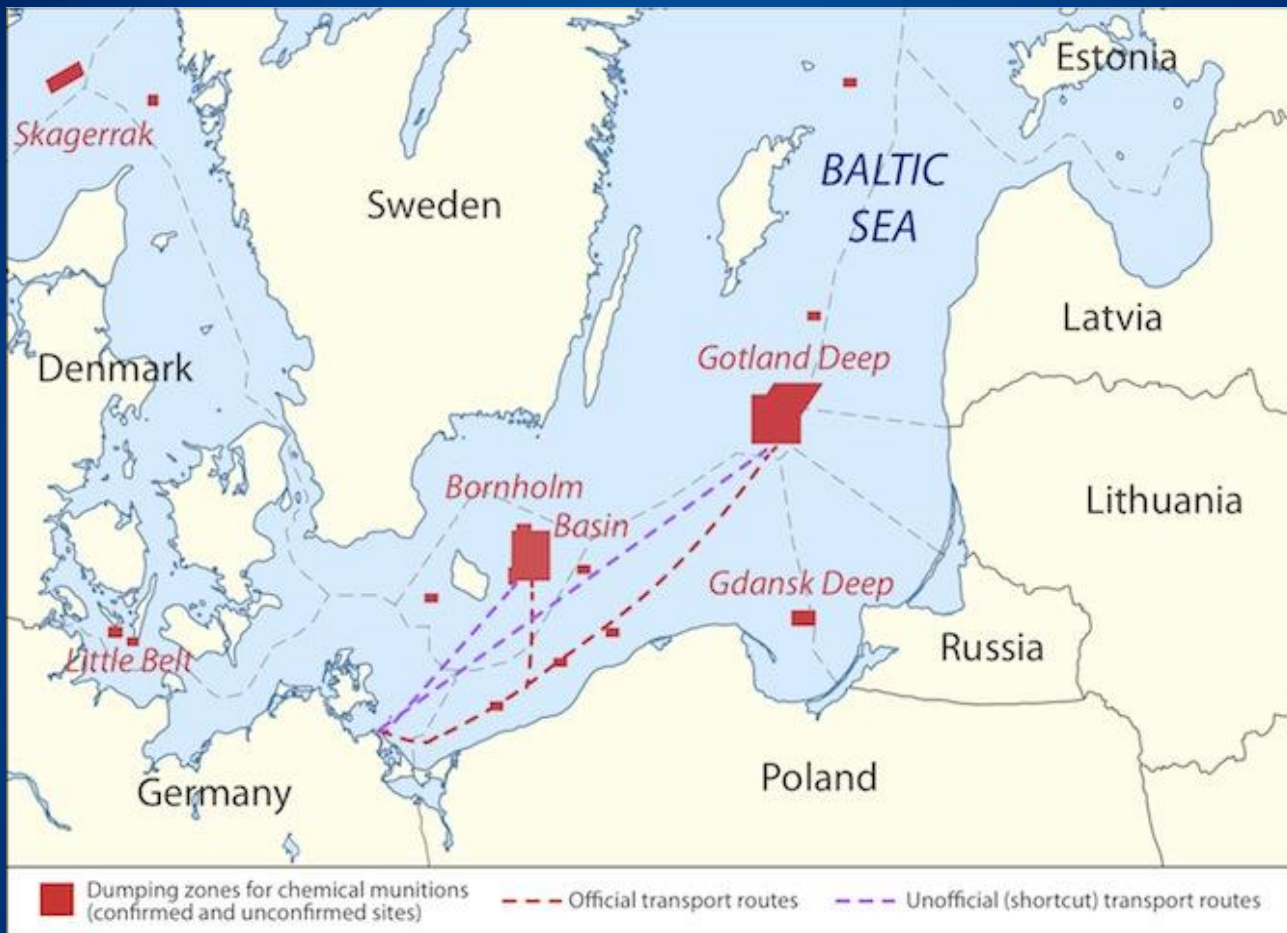 Estonia
Skagerrak
BALTIC
SEA
Sweden
Latvia
Gotland Deep
Denmark
Bornholm
Basin
Lithuania
Gdansk Deep
Little Belt
Russia
Germany
Poland
Dumping zones for chemical munitions
(confirmed and unconfirmed sites)
Official transport routes
Unofficial (shortcut) transport routes